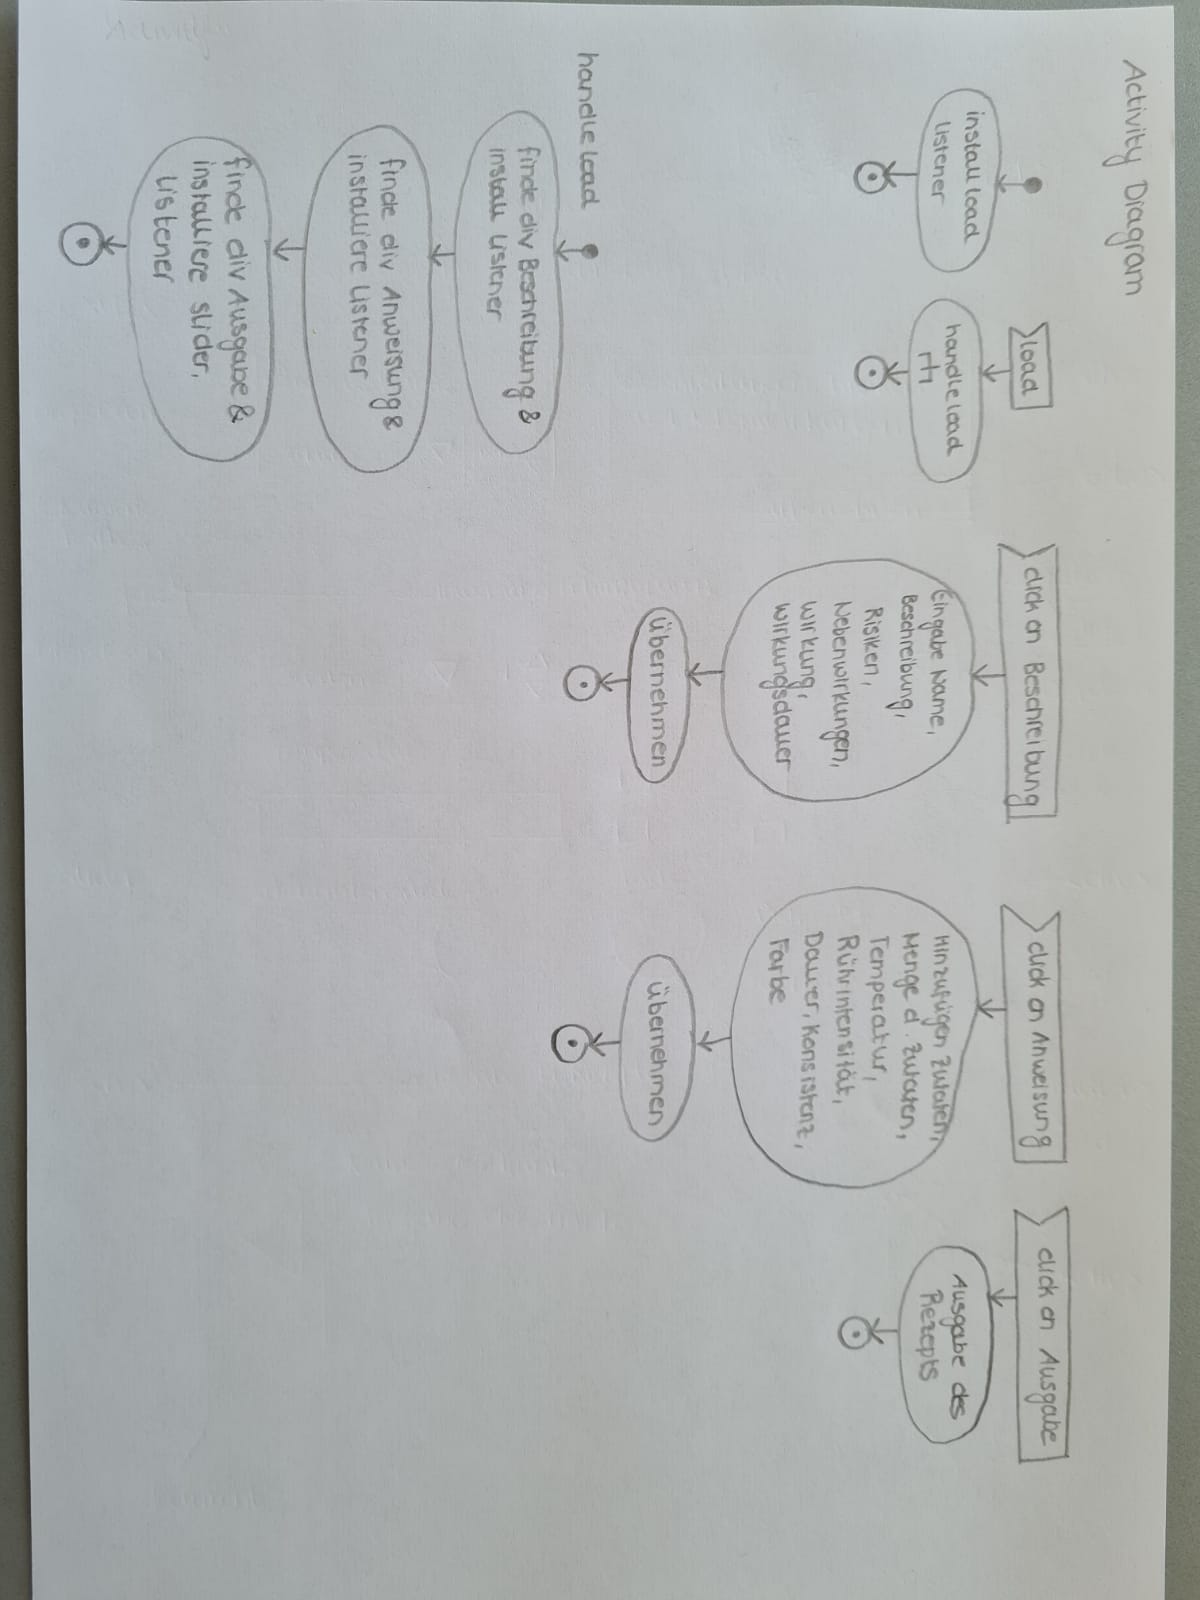 Activity Diagram
install load
Listener
load
handle load
click on Beschreibung
Eingabe Name,
Beschreibung,
Risiken,
Nebenwirkungen,
Wirkung,
Wirkungsdauer
übernehmen
click on Anweisung
Hinzufügen Zutaten,
Menge d. Zutaten,
Temperatur,
Rührintensität,
Dauer, Konsistenz,
Farbe
übernehmen
click on Ausgabe
Ausgabe des
Rezepts
handle load
finde div Beschreibung &
install Listener
finde div Anweisung &
installiere Listener
finde div Ausgabe &
installiere slider,
Listener